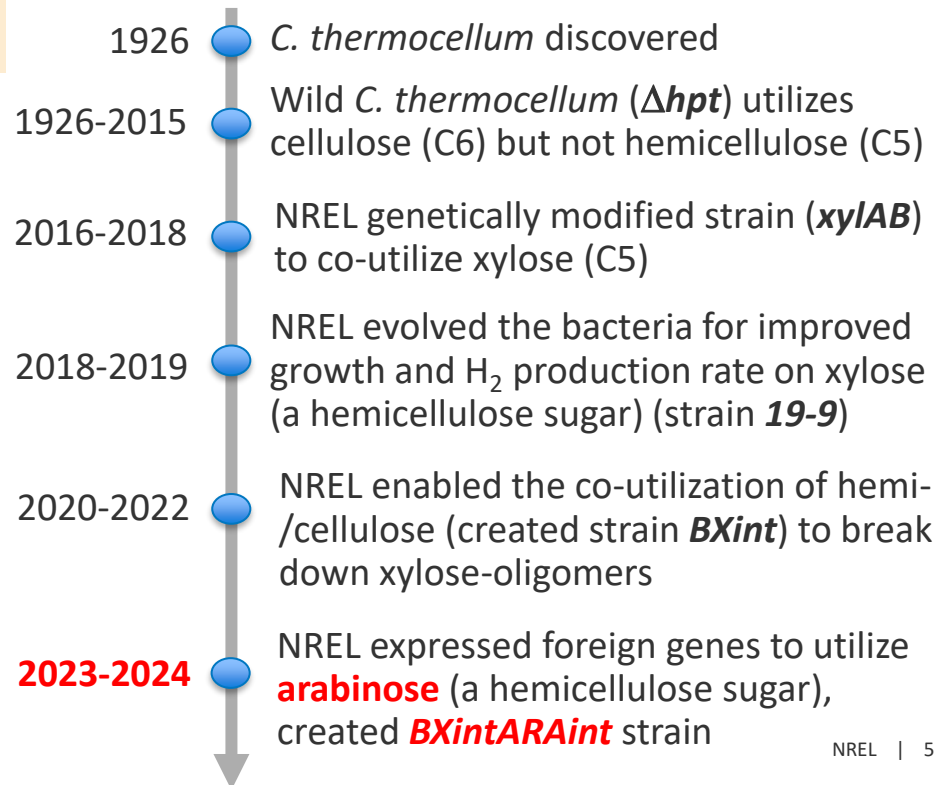 1926 C. thermocellum discovered
1926-2015 Wild C. thermocellum (Δhpt) utilizes
cellulose (C6) but not hemicellulose (C5)
2016-2018 NREL genetically modified strain (xylAB)
to co-utilize xylose (C5)
NREL evolved the bacteria for improved
2018-2019 growth and H₂ production rate on xylose
(a hemicellulose sugar) (strain 19-9)
NREL enabled the co-utilization of hemi-
2020-2022 /cellulose (created strain BXint) to break
down xylose-oligomers
NREL expressed foreign genes to utilize
2023-2024 arabinose (a hemicellulose sugar),
created BXintARAint strain
NREL | 5